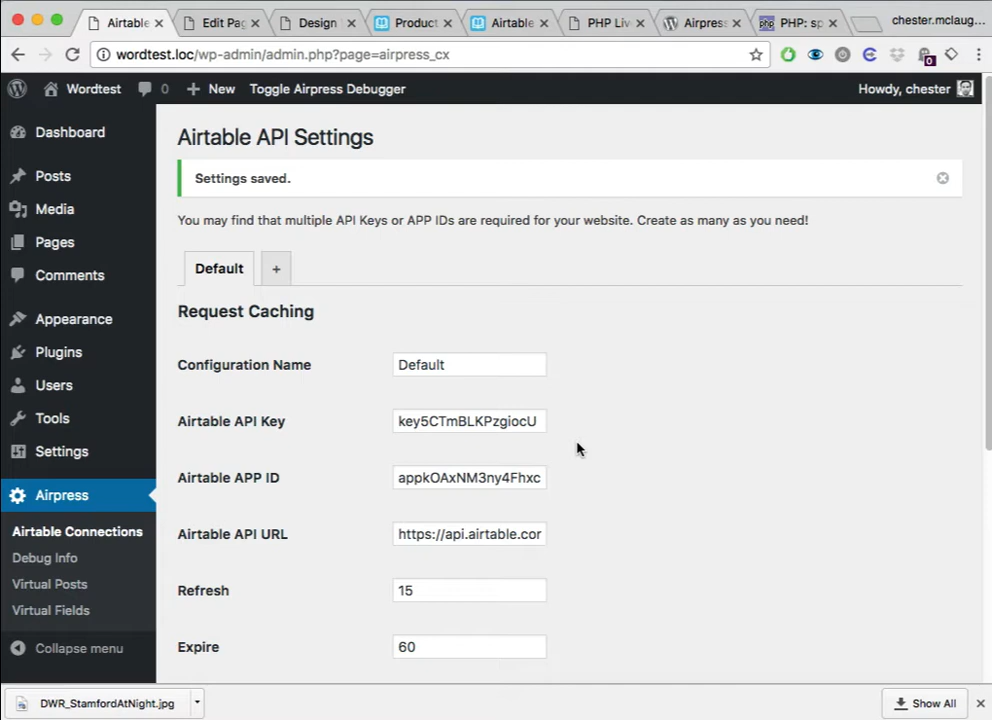 Airtable
Edit Pag
Design
Product
Airtable
PHP Liv
Airpress
PHP: sp
chester.mclaug...
wordtest.loc/wp-admin/admin.php?page=airpress_cx
0
Wordtest
0
New
Toggle Airpress Debugger
Howdy, chester
Dashboard
Posts
Media
Pages
Comments
Appearance
Plugins
Users
Tools
Settings
Airpress
Airtable Connections
Debug Info
Virtual Posts
Virtual Fields
Collapse menu
Airtable API Settings
Settings saved.
You may find that multiple API Keys or APP IDs are required for your website. Create as many as you need!
Default +
Request Caching
Configuration Name Default
Airtable API Key key5CTmBLKPzgiocU
Airtable APP ID appkOAxNM3ny4Fhxc
Airtable API URL https://api.airtable.cor
Refresh 15
Expire 60
DWR_StamfordAtNight.jpg
Show All